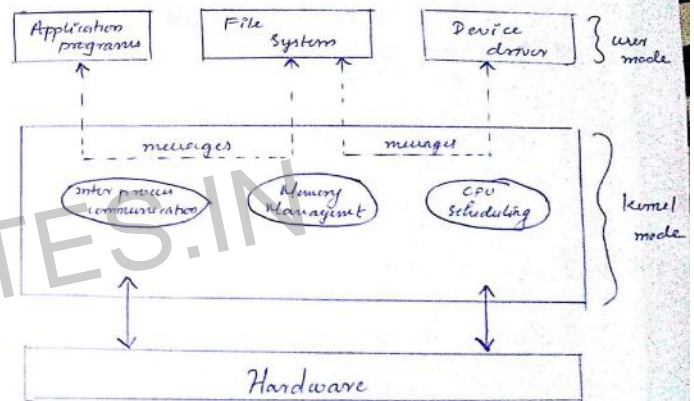 Application
programs
File
System
Device
driver
user
mode
messages
messages
Inter process
communication
Memory
Management
CPU
Scheduling
kernel
mode
TES.IN
Hardware